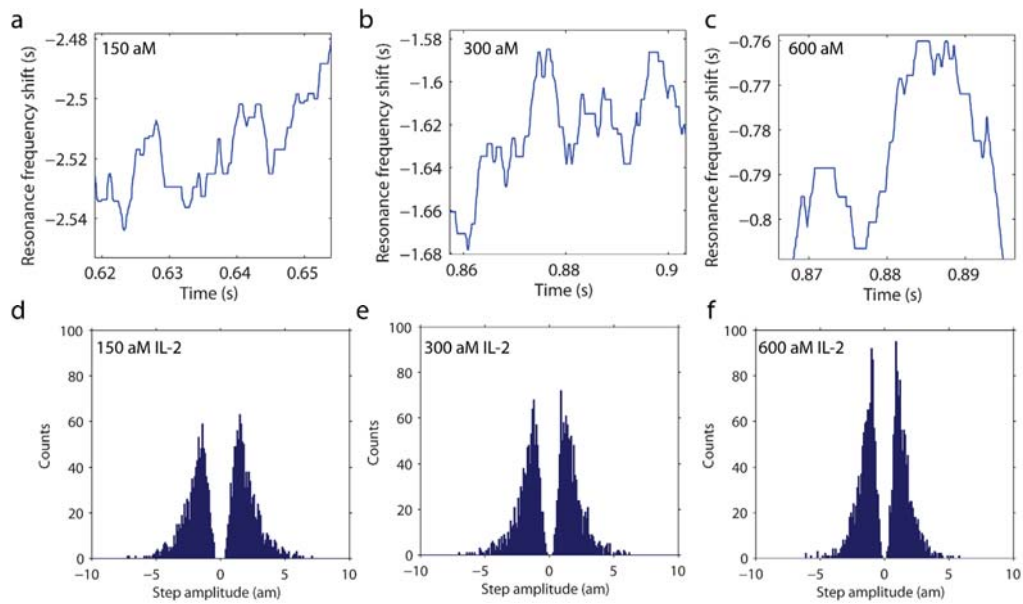 a
150 aM
Resonance frequency shift (s)
−2.48
−2.5
−2.52
−2.54
0.62
0.63
0.64
0.65
Time (s)
b
300 aM
Resonance frequency shift (s)
−1.58
−1.6
−1.62
−1.64
−1.66
−1.68
0.86
0.88
0.9
Time (s)
c
600 aM
Resonance frequency shift (s)
−0.76
−0.77
−0.78
−0.79
−0.8
0.87
0.88
0.89
Time (s)
d
150 aM IL-2
Counts
100
80
60
40
20
0
−10
−5
0
5
10
Step amplitude (am)
e
300 aM IL-2
Counts
100
80
60
40
20
0
−10
−5
0
5
10
Step amplitude (am)
f
600 aM IL-2
Counts
100
80
60
40
20
0
−10
−5
0
5
10
Step amplitude (am)